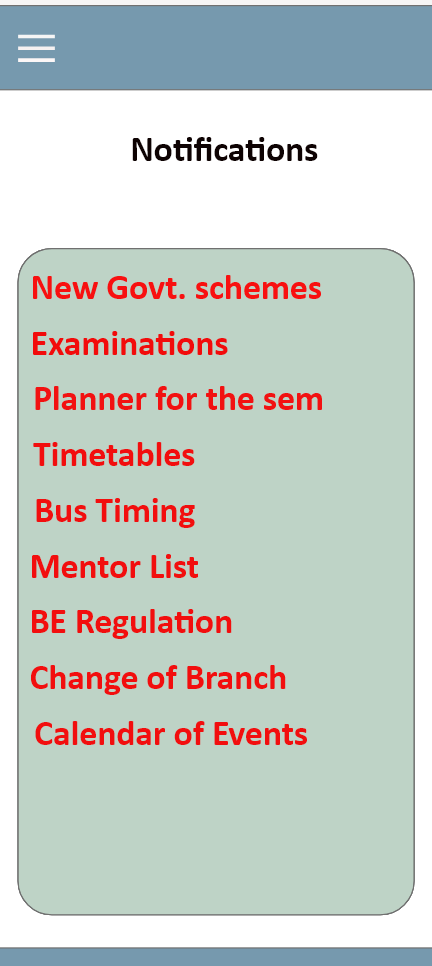 Notifications
New Govt. schemes
Examinations
Planner for the sem
Timetables
Bus Timing
Mentor List
BE Regulation
Change of Branch
Calendar of Events